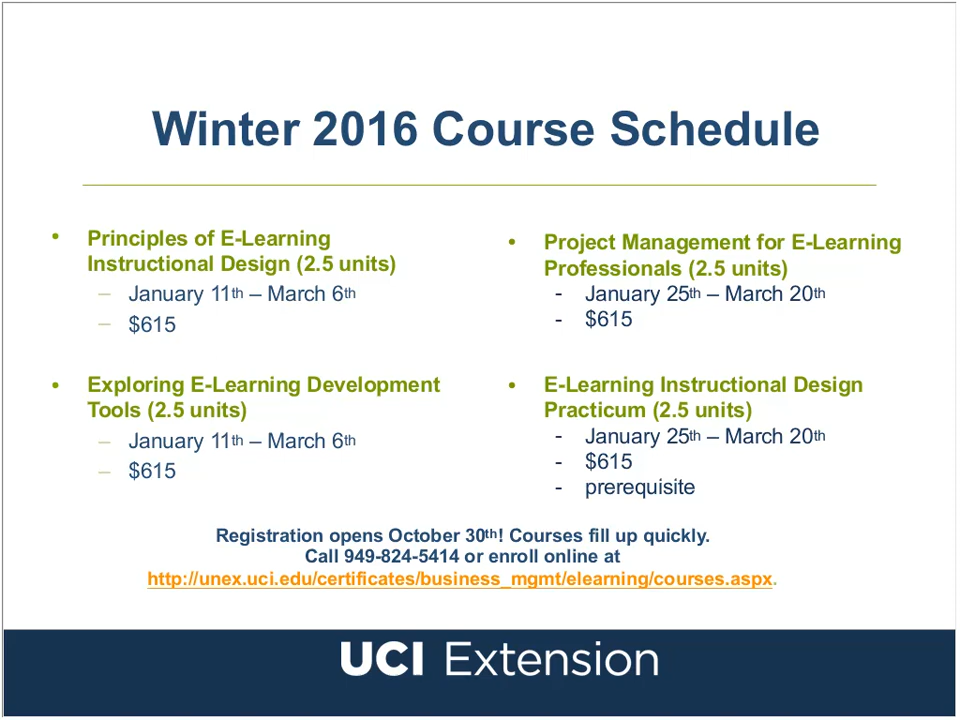 Winter 2016 Course Schedule
• Principles of E-Learning
Instructional Design (2.5 units)
– January 11th – March 6th
– $615
• Exploring E-Learning Development
Tools (2.5 units)
– January 11th – March 6th
– $615
• Project Management for E-Learning
Professionals (2.5 units)
- January 25th – March 20th
- $615
• E-Learning Instructional Design
Practicum (2.5 units)
- January 25th – March 20th
- $615
- prerequisite
Registration opens October 30th! Courses fill up quickly.
Call 949-824-5414 or enroll online at
http://unex.uci.edu/certificates/business_mgmt/elearning/courses.aspx.
UCI Extension